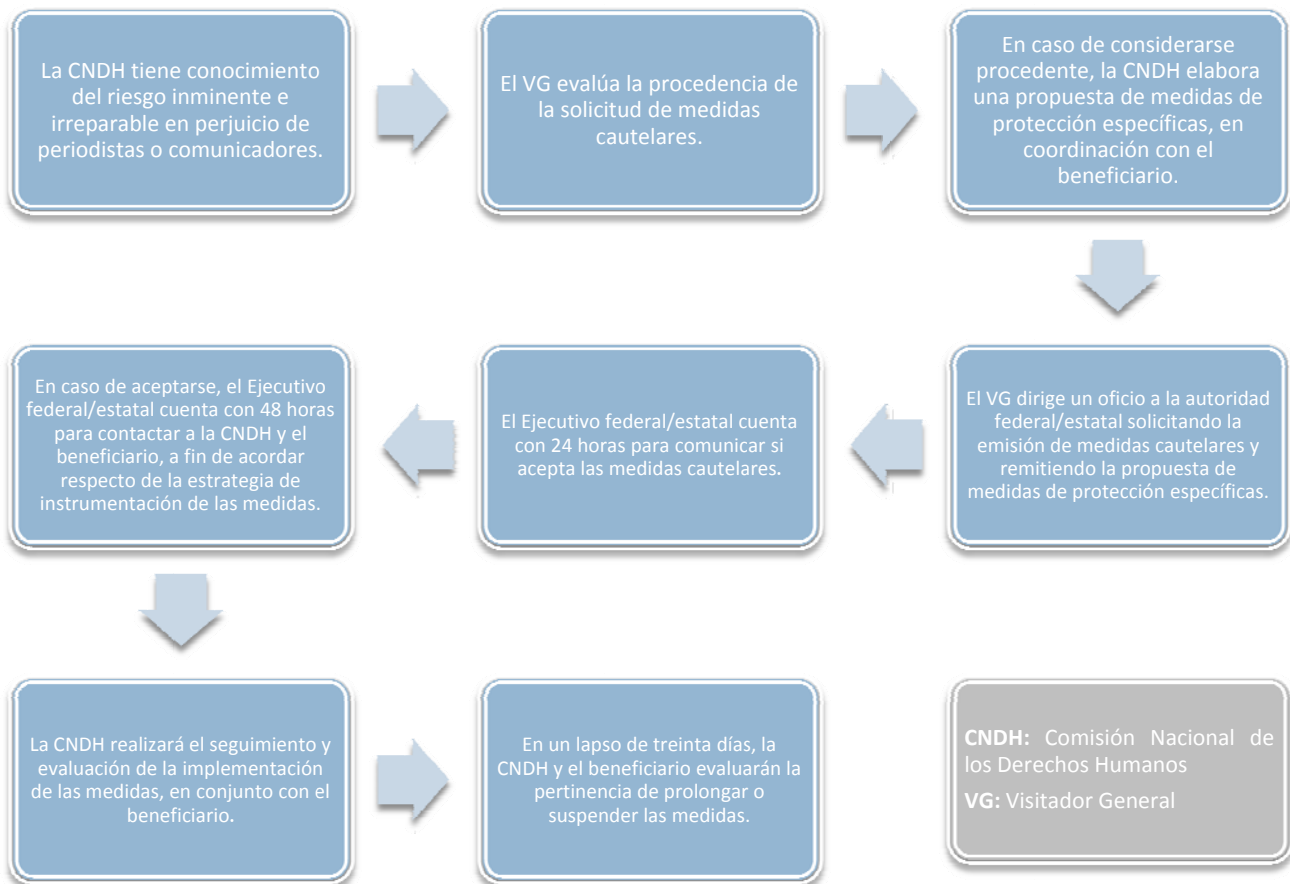 La CNDH tiene conocimiento
del riesgo inminente e
irreparable en perjuicio de
periodistas o comunicadores.
El VG evalúa la procedencia de
la solicitud de medidas
cautelares.
En caso de considerarse
procedente, la CNDH elabora
una propuesta de medidas de
protección específicas, en
coordinación con el
beneficiario.
El VG dirige un oficio a la autoridad
federal/estatal solicitando la
emisión de medidas cautelares y
remitiendo la propuesta de
medidas de protección específicas.
El Ejecutivo federal/estatal cuenta
con 24 horas para comunicar si
acepta las medidas cautelares.
En caso de aceptarse, el Ejecutivo
federal/estatal cuenta con 48 horas
para contactar a la CNDH y el
beneficiario, a fin de acordar
respecto de la estrategia de
instrumentación de las medidas.
La CNDH realizará el seguimiento y
evaluación de la implementación
de las medidas, en conjunto con el
beneficiario.
En un lapso de treinta días, la
CNDH y el beneficiario evaluarán la
pertinencia de prolongar o
suspender las medidas.
CNDH: Comisión Nacional de
los Derechos Humanos
VG: Visitador General